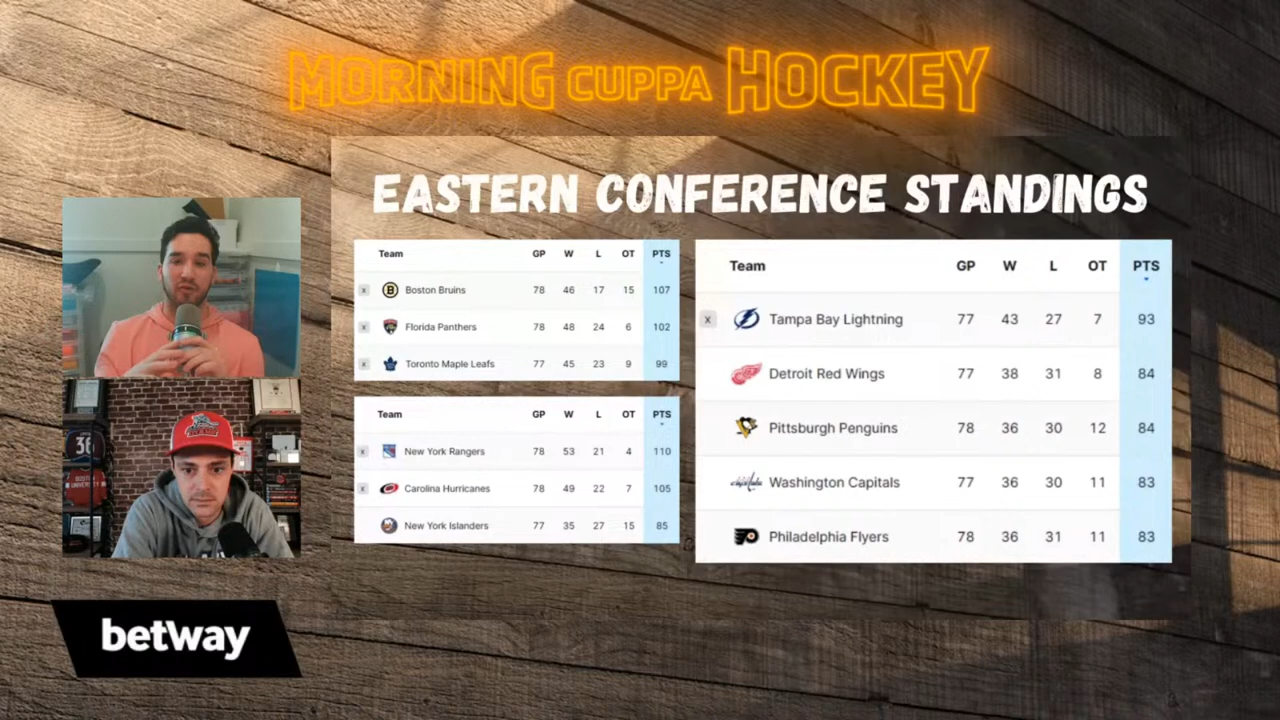 MORNING CUPPA HOCKEY
EASTERN CONFERENCE STANDINGS
Team GP W L OT PTS
x Boston Bruins 78 46 17 15 107
x Florida Panthers 78 48 24 6 102
x Toronto Maple Leafs 77 45 23 9 99
Team GP W L OT PTS
x New York Rangers 78 53 21 4 110
x Carolina Hurricanes 78 49 22 7 105
New York Islanders 77 35 27 15 85
Team GP W L OT PTS
x Tampa Bay Lightning 77 43 27 7 93
Detroit Red Wings 77 38 31 8 84
Pittsburgh Penguins 78 36 30 12 84
capitals Washington Capitals 77 36 30 11 83
Philadelphia Flyers 78 36 31 11 83
36
BOSTON
UNIVERSITY
betway